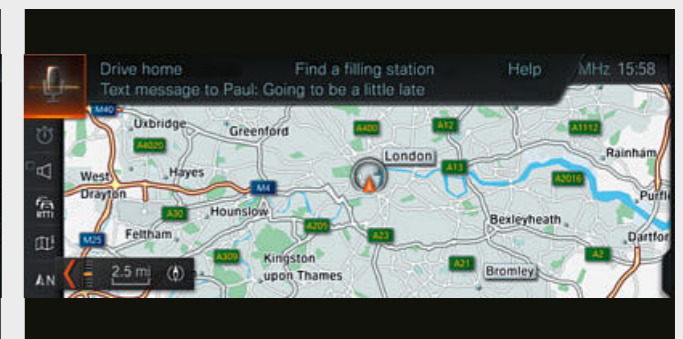 Drive home Find a filling station Help MHz 15:58
Text message to Paul: Going to be a little late
M40
Uxbridge Greenford A400 A12 A1112
A4020
London Rainham
West Drayton
Hayes A13
M4 A2016
A30 Hounslow Bexleyheath
Feltham A205 A23 Dartfor
M25
A309 Kingston upon Thames A21 A2
Bromley
RTTI
2.5 mi
N